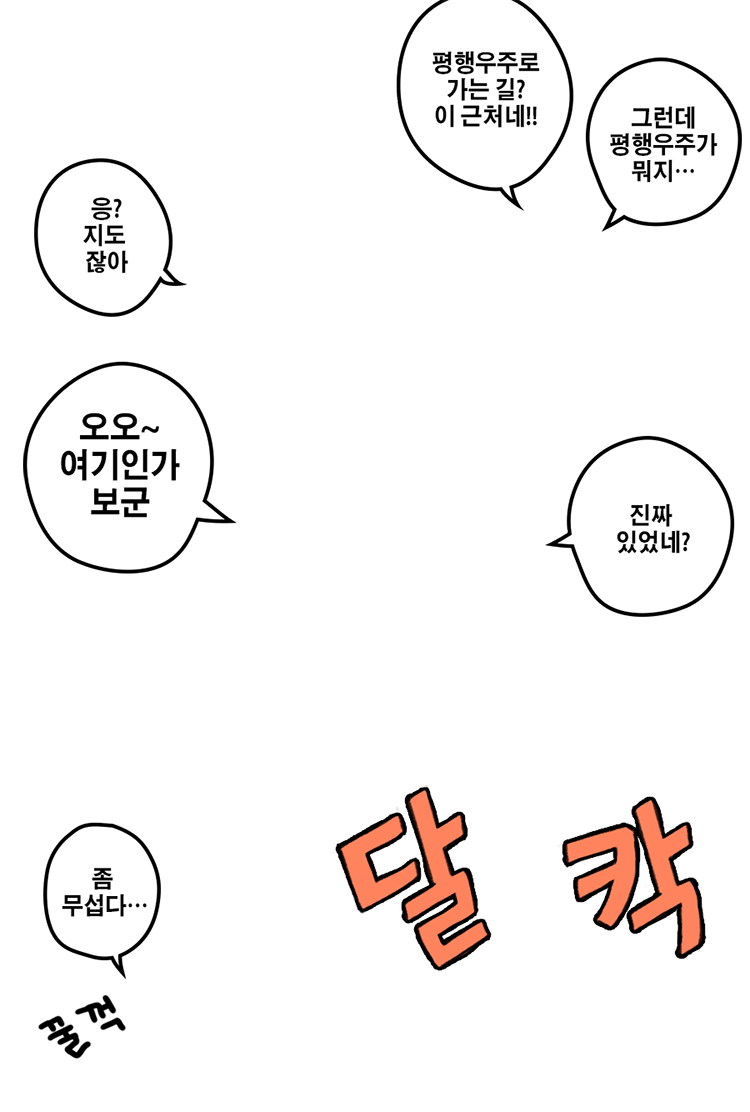 평행우주로
가는 길?
이 근처네!!
그런데
평행우주가
뭐지…
응?
지도
잖아
오오~
여기인가
보군
진짜
있었네?
달칵
좀
무섭다…
꿀꺽